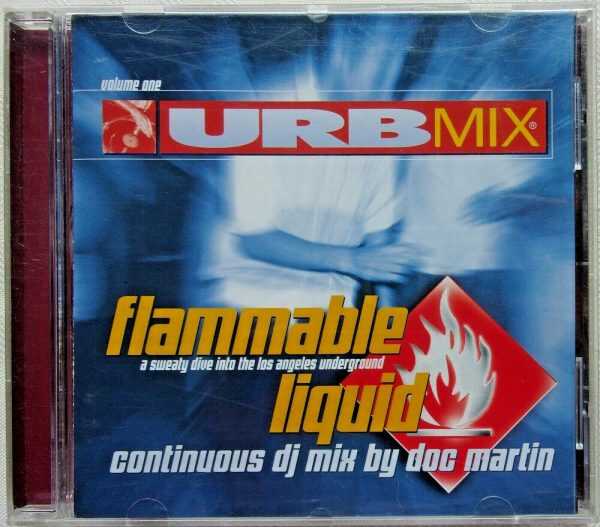 volume one
URBMIX®
flammable
a sweaty dive into the los angeles underground
liquid
continuous dj mix by doc martin